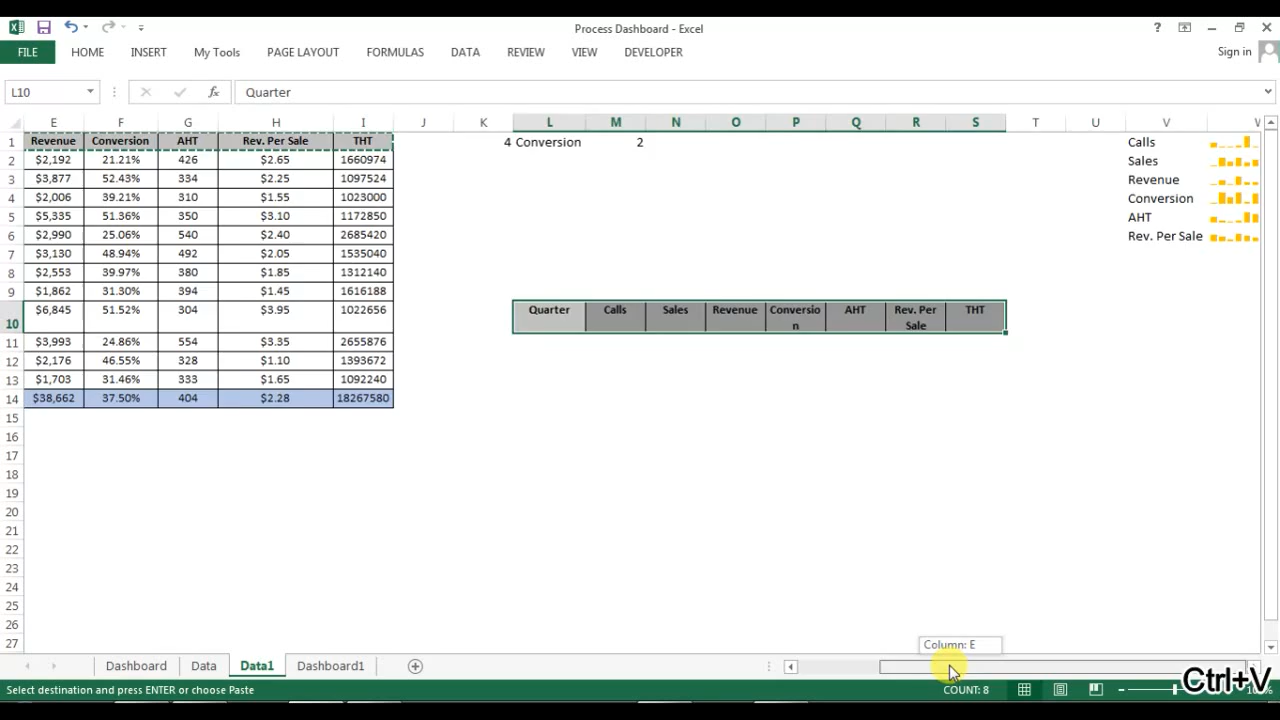 Process Dashboard - Excel
?
FILE HOME INSERT My Tools PAGE LAYOUT FORMULAS DATA REVIEW VIEW DEVELOPER Sign in
L10 fx Quarter
E F G H I J K L M N O P Q R S T U V
1 Revenue Conversion AHT Rev. Per Sale THT 4 Conversion 2 Calls
2 $2,192 21.21% 426 $2.65 1660974 Sales
3 $3,877 52.43% 334 $2.25 1097524 Revenue
4 $2,006 39.21% 310 $1.55 1023000 Conversion
5 $5,335 51.36% 350 $3.10 1172850 AHT
6 $2,990 25.06% 540 $2.40 2685420 Rev. Per Sale
7 $3,130 48.94% 492 $2.05 1535040
8 $2,553 39.97% 380 $1.85 1312140
9 $1,862 31.30% 394 $1.45 1616188
10 $6,845 51.52% 304 $3.95 1022656 Quarter Calls Sales Revenue Conversio AHT Rev. Per THT
n Sale
11 $3,993 24.86% 554 $3.35 2655876
12 $2,176 46.55% 328 $1.10 1393672
13 $1,703 31.46% 333 $1.65 1092240
14 $38,662 37.50% 404 $2.28 18267580
15
16
17
18
19
20
21
22
23
24
25
26
27
Column: E
Dashboard Data Data1 Dashboard1
Select destination and press ENTER or choose Paste COUNT: 8
Ctrl+V